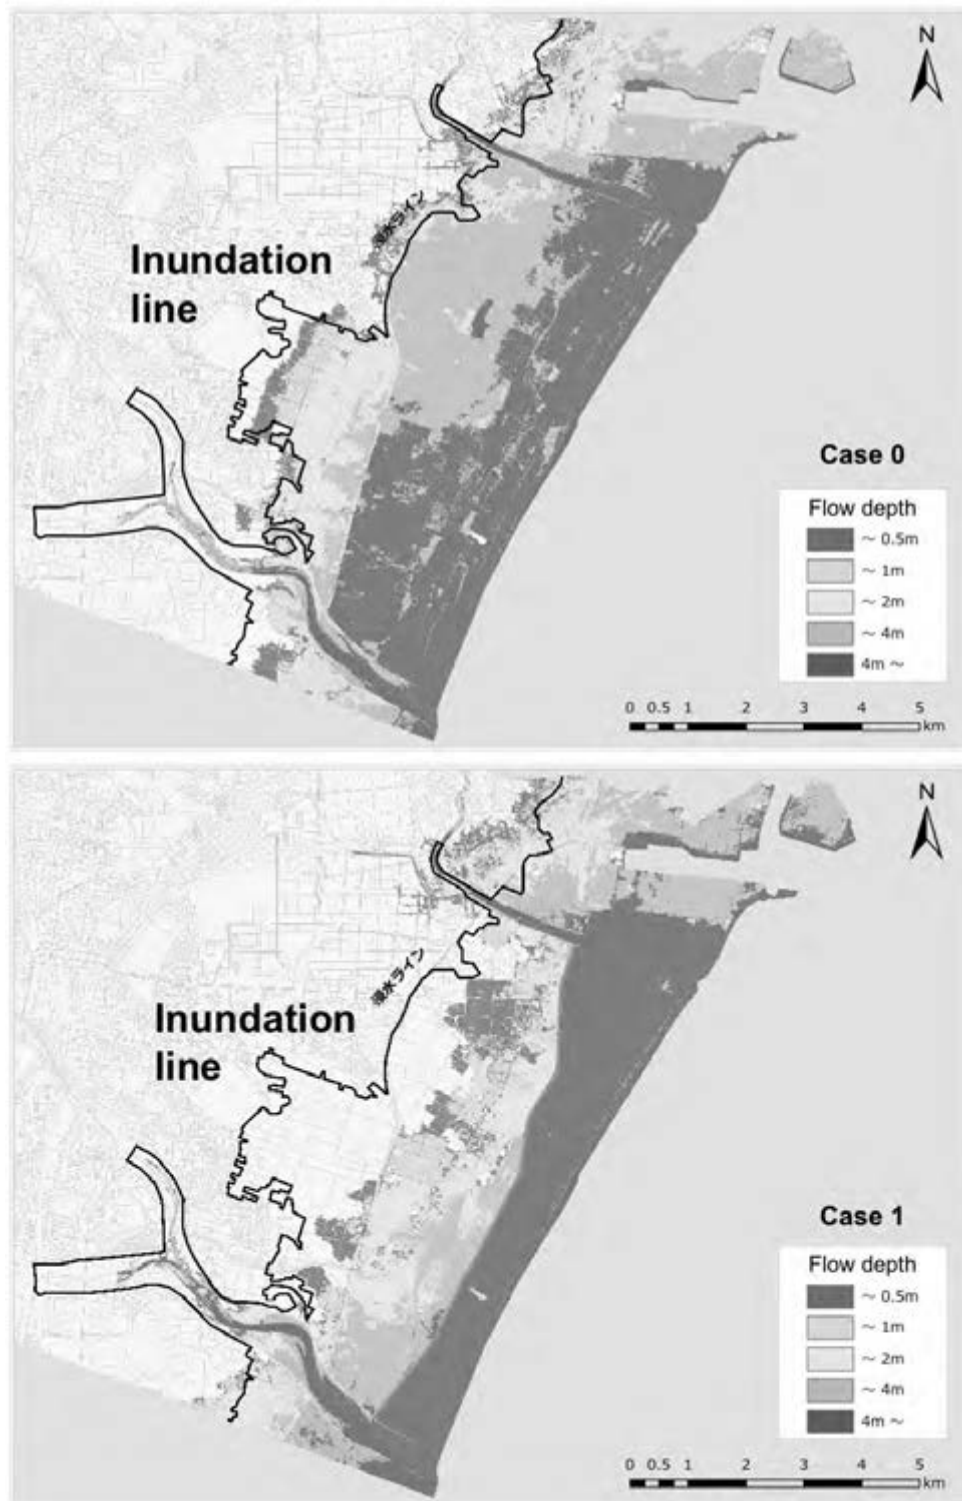 N
浸水ライン
Inundation
line
Case 0
Flow depth
～ 0.5m
～ 1m
～ 2m
～ 4m
4m ～
0 0.5 1 2 3 4 5
km
N
浸水ライン
Inundation
line
Case 1
Flow depth
～ 0.5m
～ 1m
～ 2m
～ 4m
4m ～
0 0.5 1 2 3 4 5
km